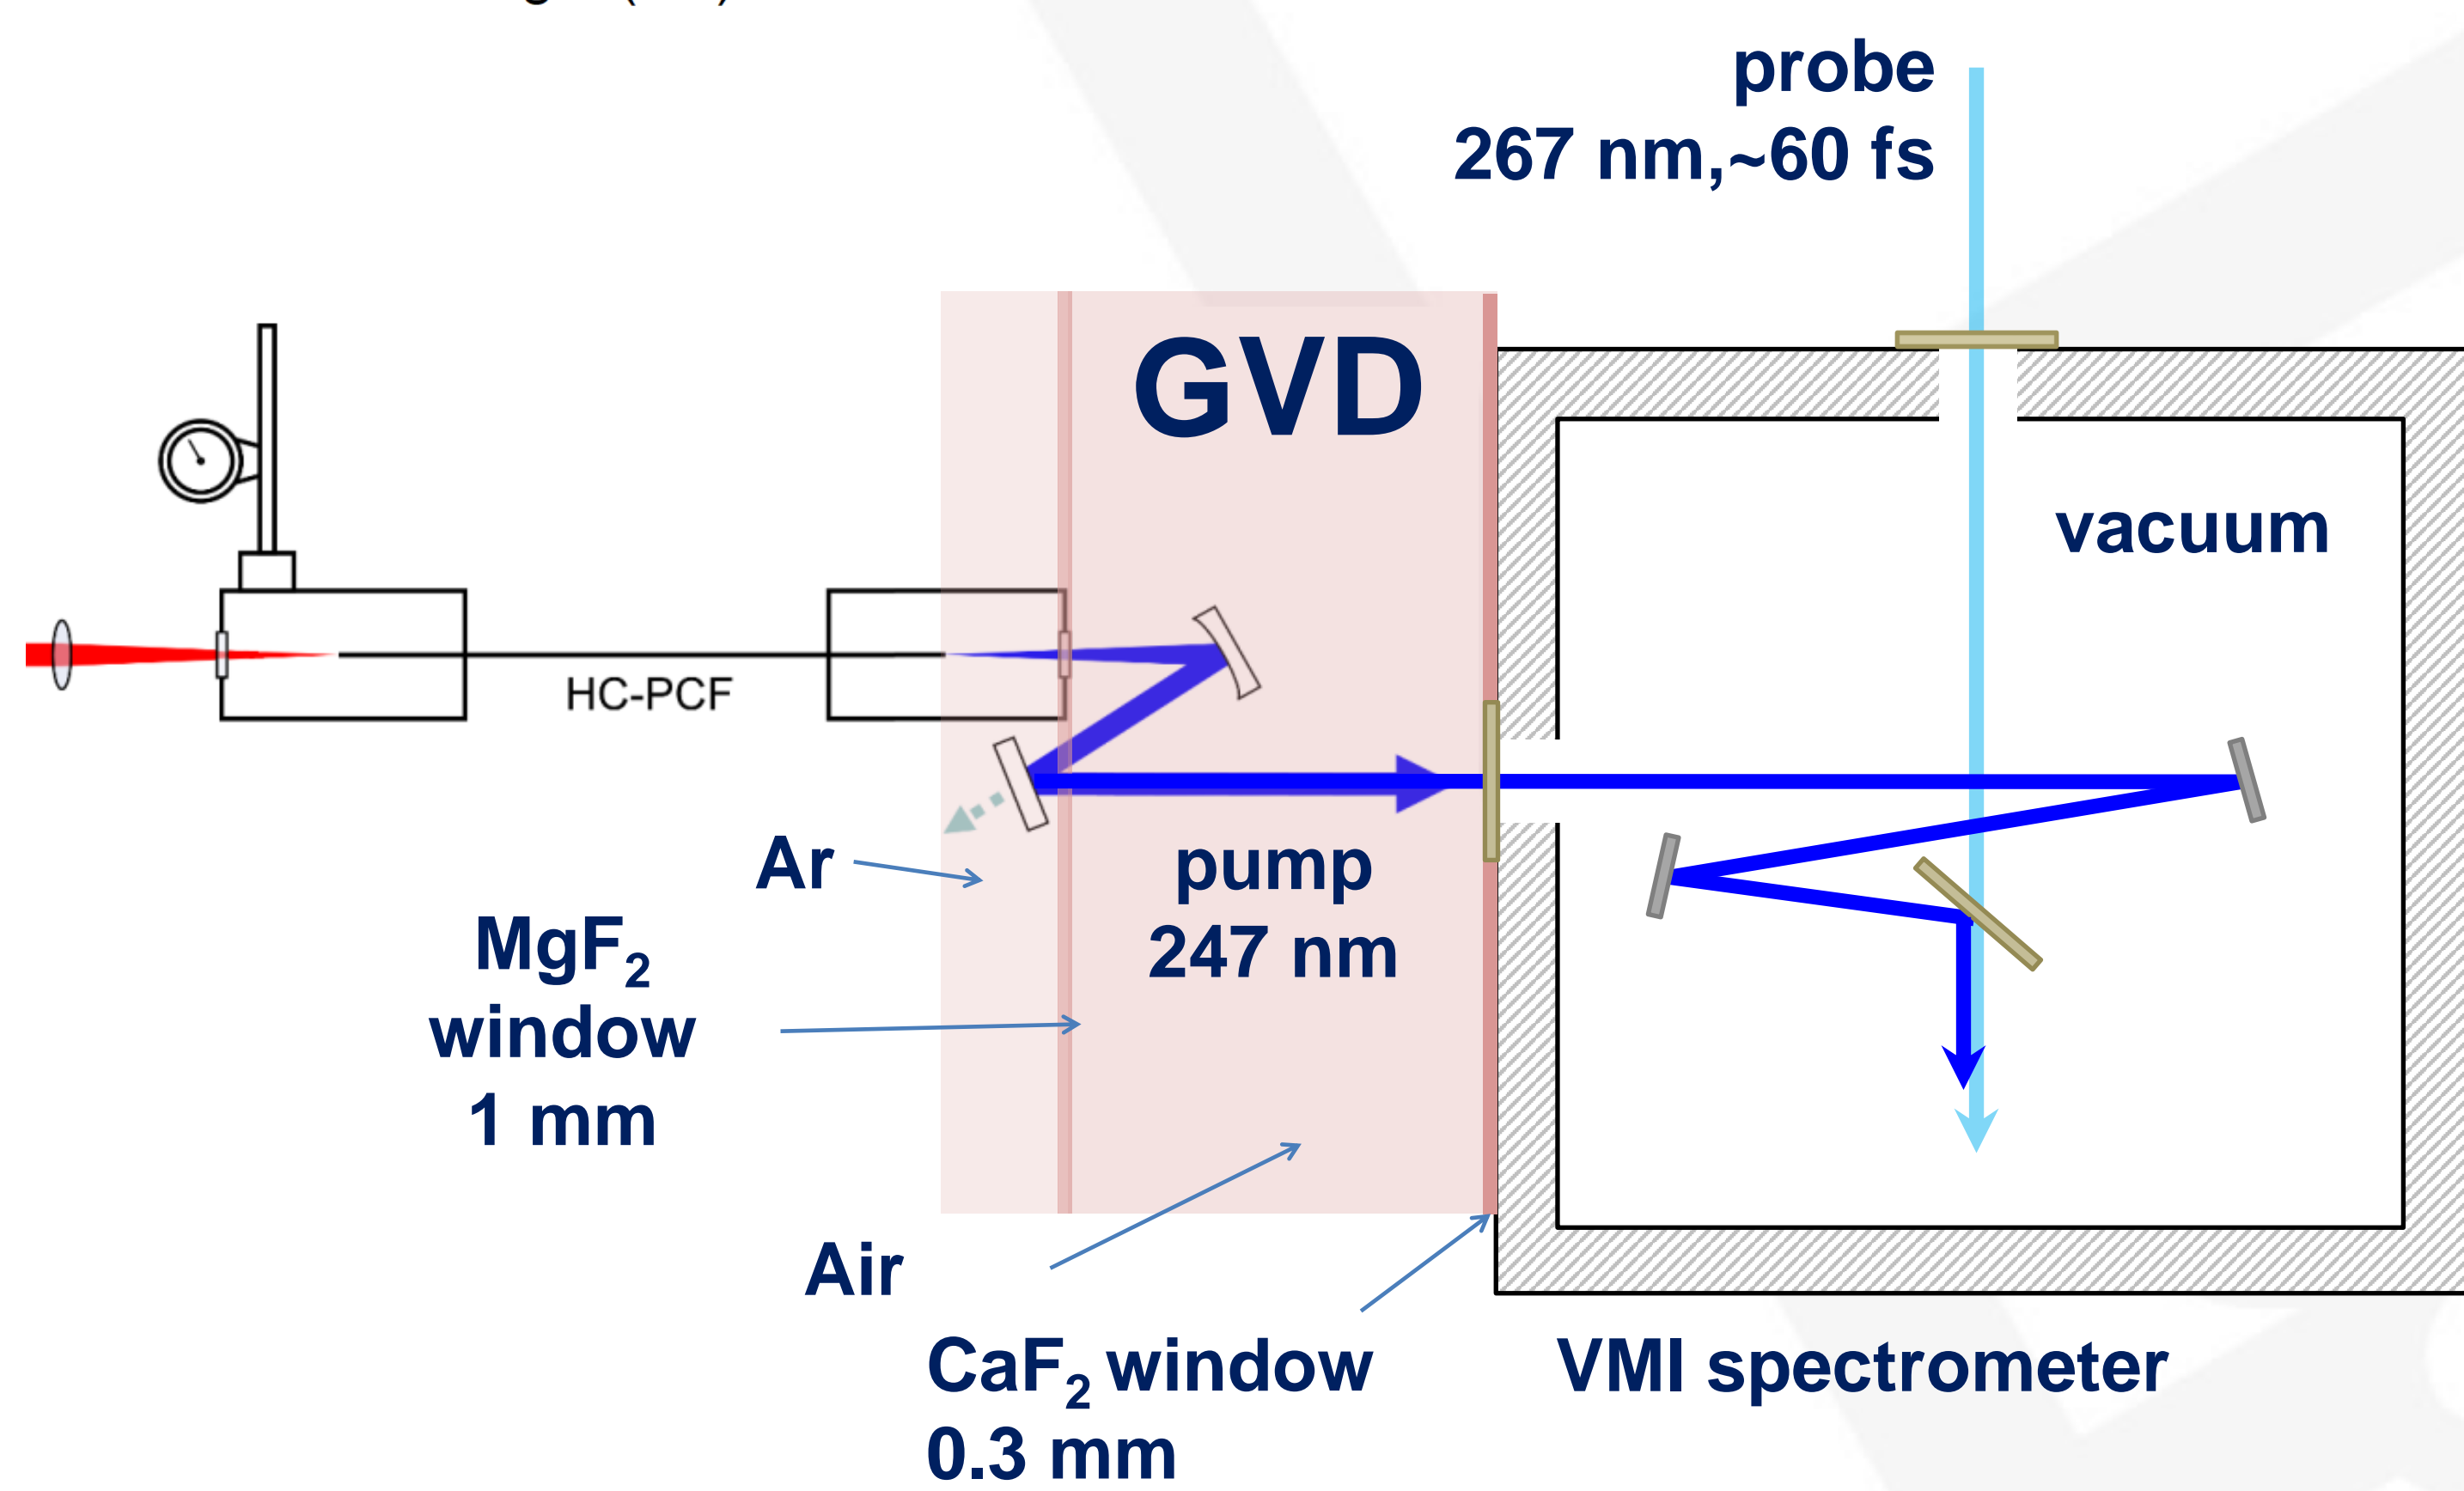 probe
267 nm,~60 fs
GVD
vacuum
HC-PCF
Ar
pump
247 nm
MgF2
window
1 mm
Air
CaF2 window
0.3 mm
VMI spectrometer